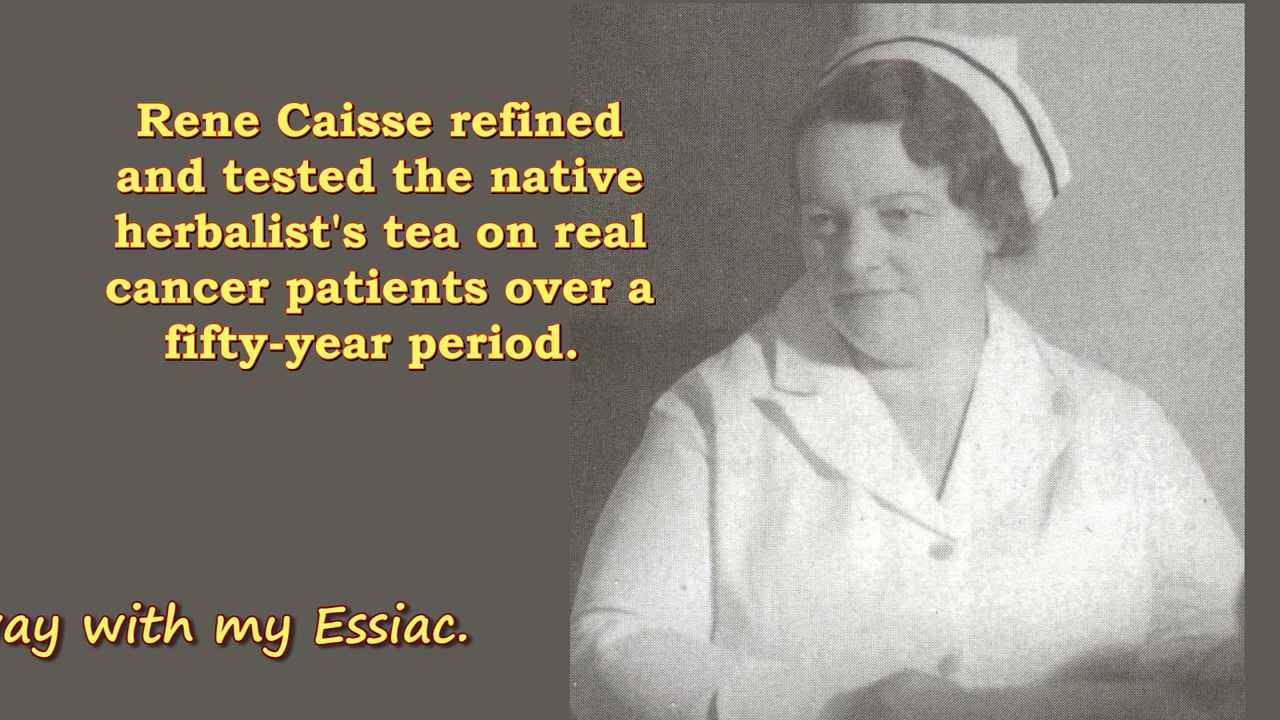 Rene Caisse refined
and tested the native
herbalist's tea on real
cancer patients over a
fifty-year period.
with my Essiac.